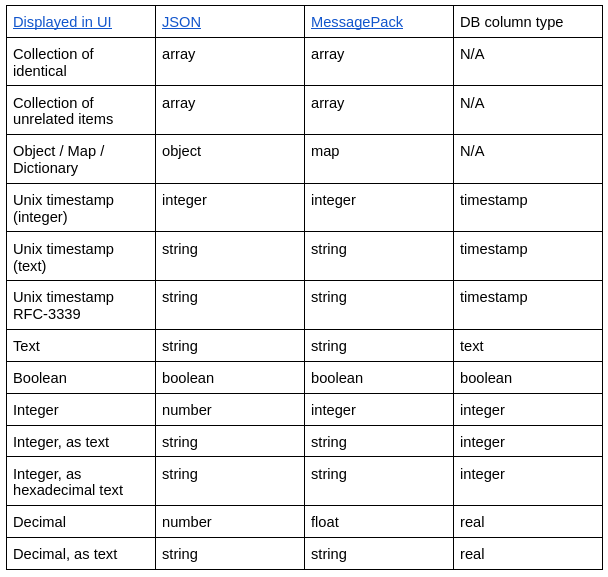 Displayed in UI JSON MessagePack DB column type
Collection of identical array array N/A
Collection of unrelated items array array N/A
Object / Map / Dictionary object map N/A
Unix timestamp (integer) integer integer timestamp
Unix timestamp (text) string string timestamp
Unix timestamp RFC-3339 string string timestamp
Text string string text
Boolean boolean boolean boolean
Integer number integer integer
Integer, as text string string integer
Integer, as hexadecimal text string string integer
Decimal number float real
Decimal, as text string string real